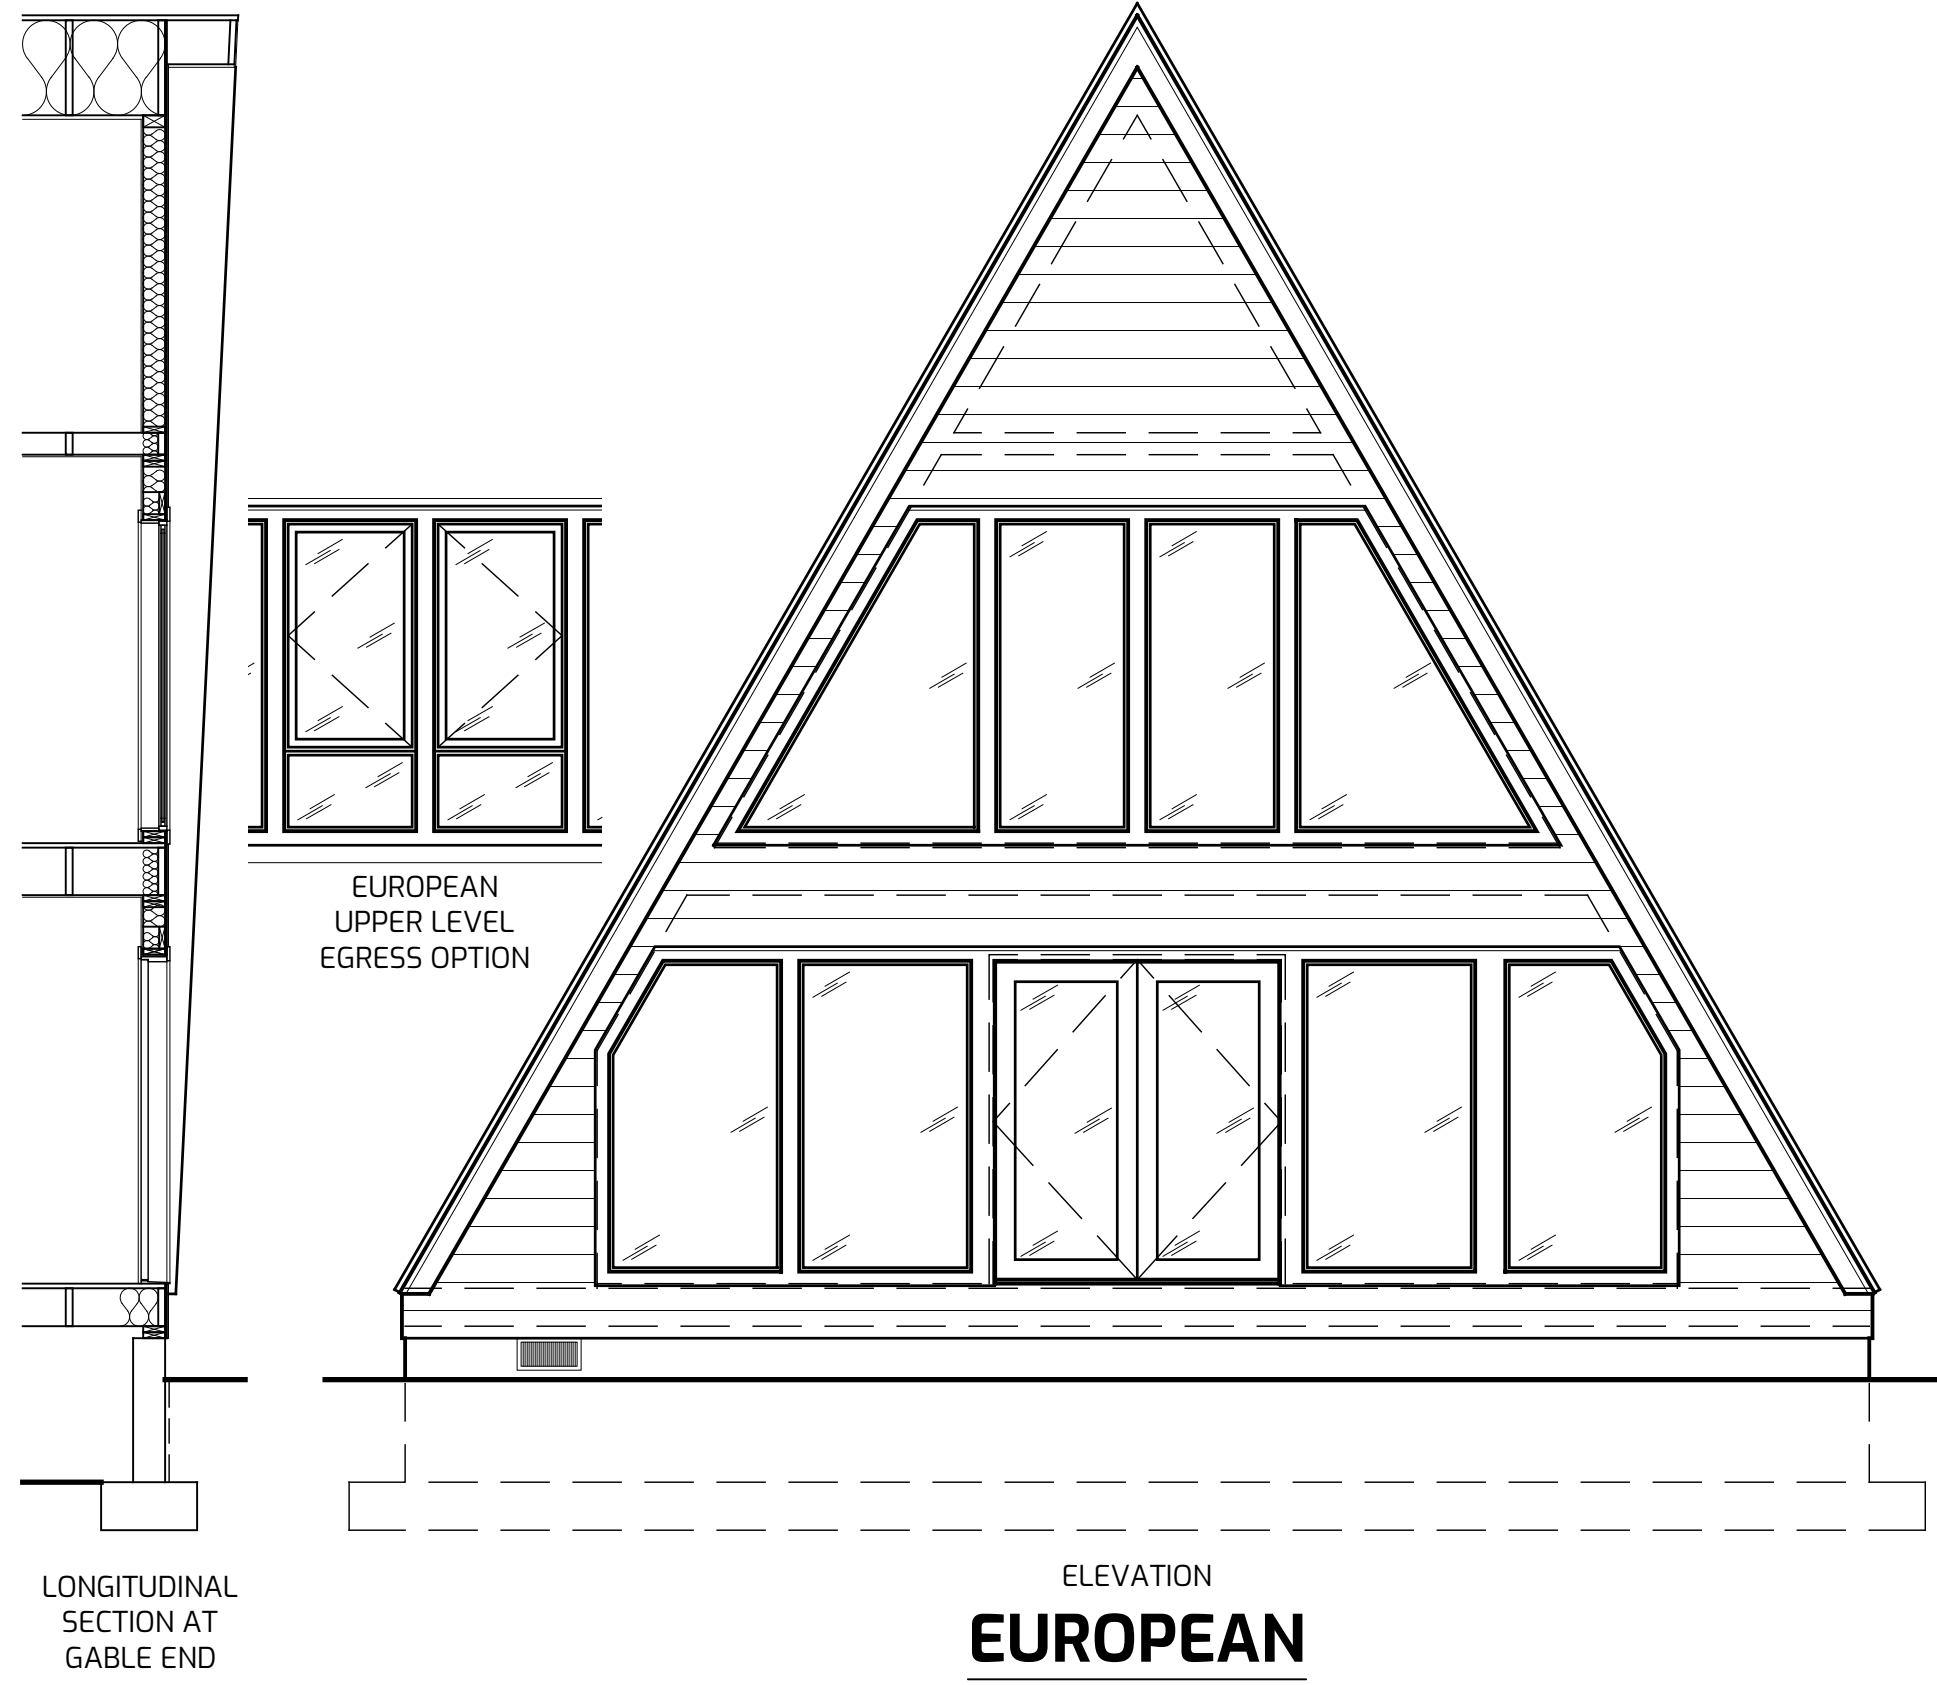 EUROPEAN
UPPER LEVEL
EGRESS OPTION
LONGITUDINAL
SECTION AT
GABLE END
ELEVATION
EUROPEAN